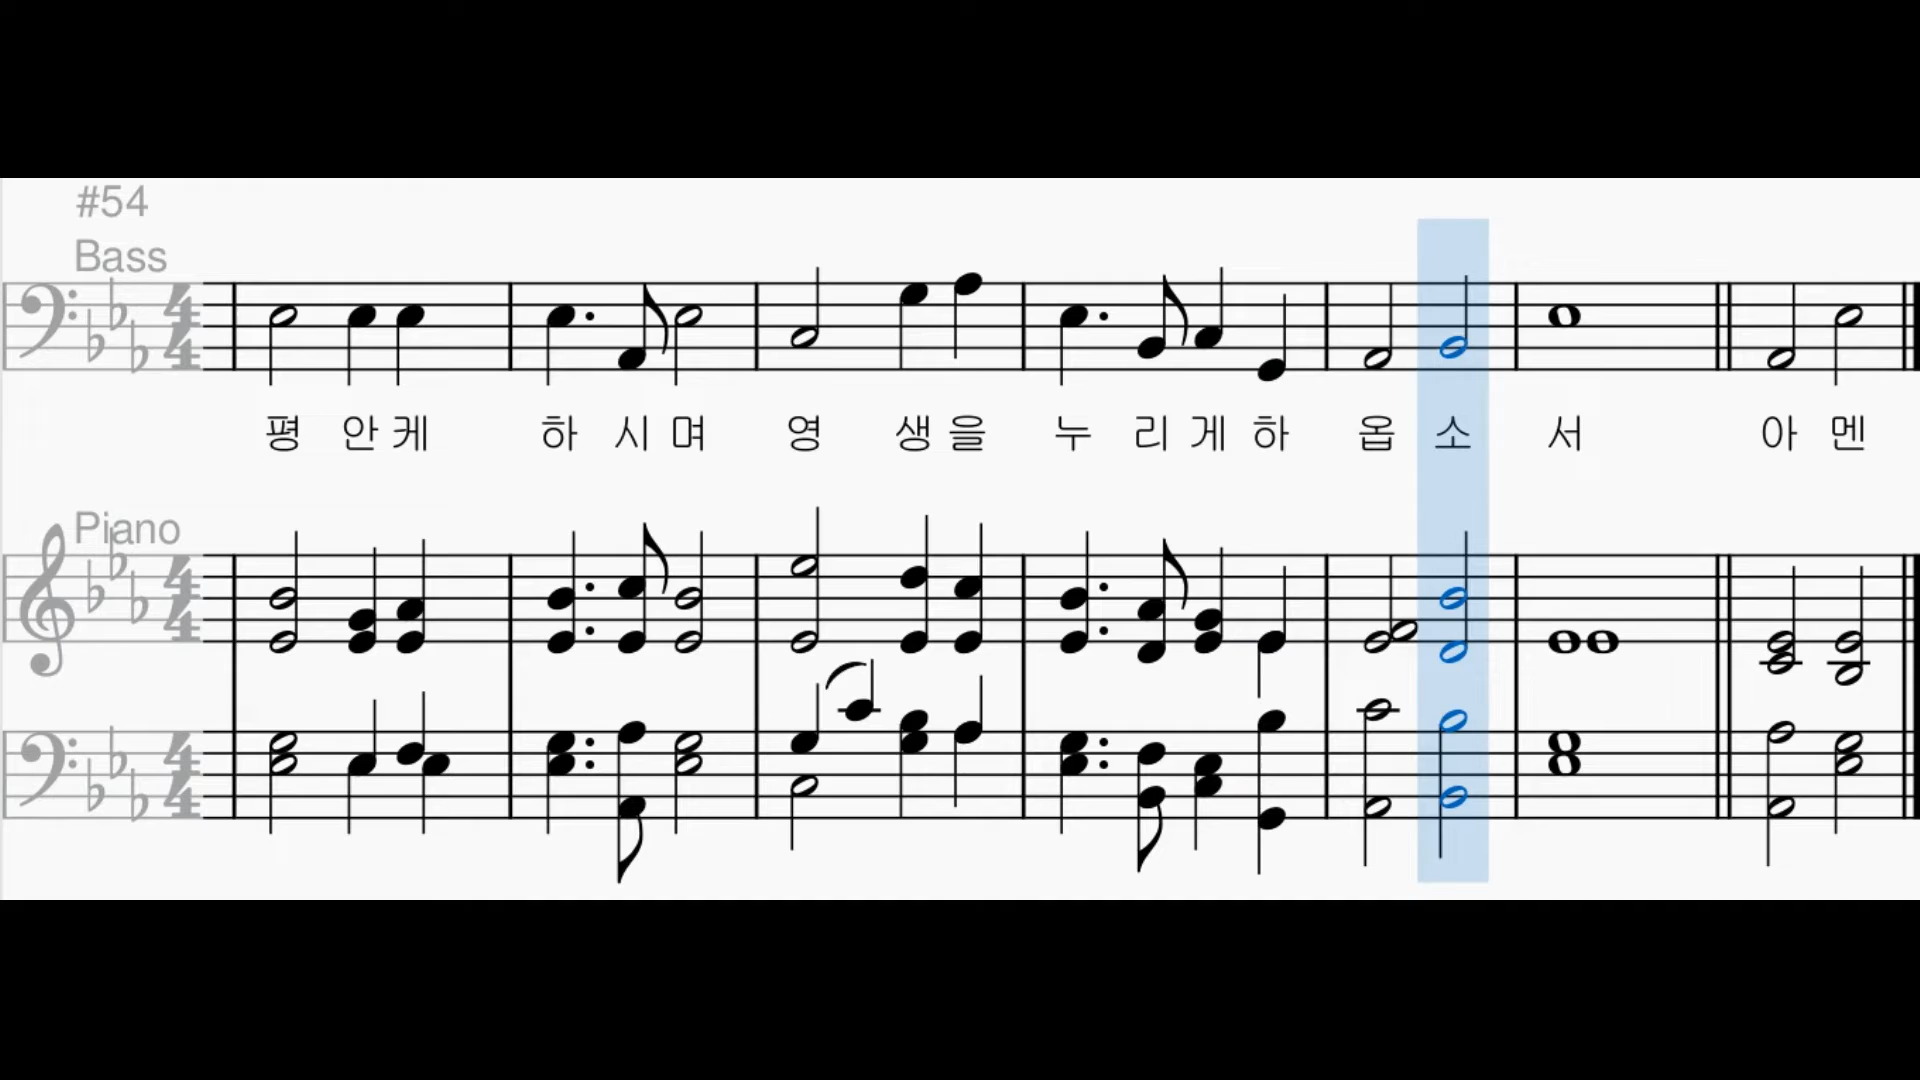 #54
Bass
평 안 케 하 시 며 영 생 을 누 리 게 하 옵 소 서 아 멘
Piano